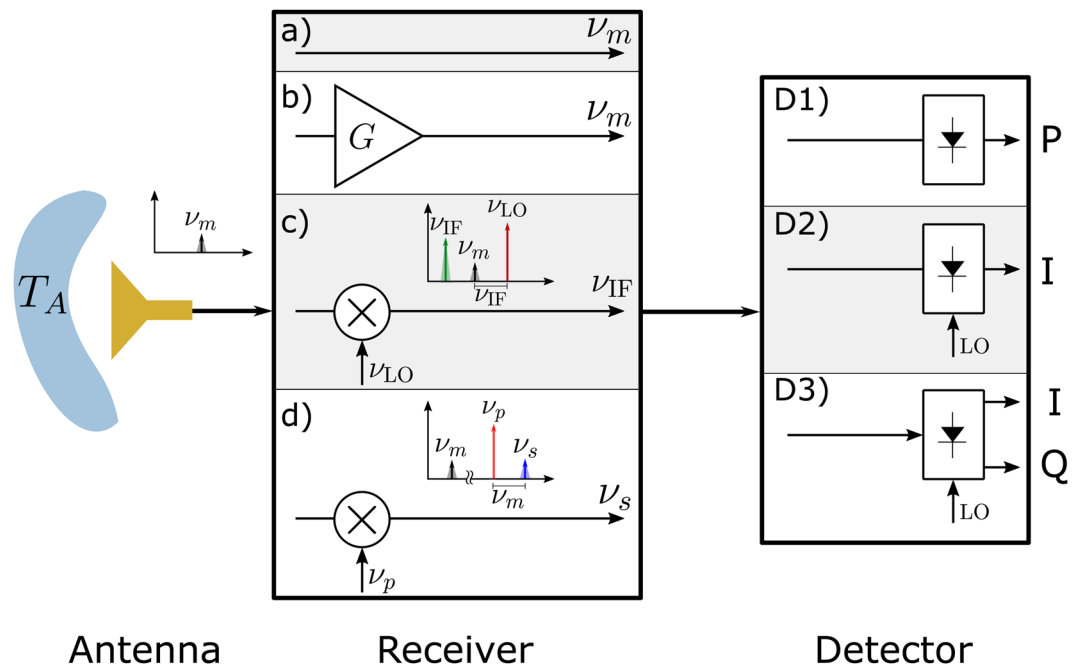 T_A
ν_m
a)
ν_m
b)
G
ν_m
c)
ν_IF
ν_m
ν_LO
ν_IF
ν_IF
ν_LO
d)
ν_m
ν_p
ν_s
ν_m
ν_s
ν_p
D1)
P
D2)
I
LO
D3)
I
Q
LO
Antenna
Receiver
Detector